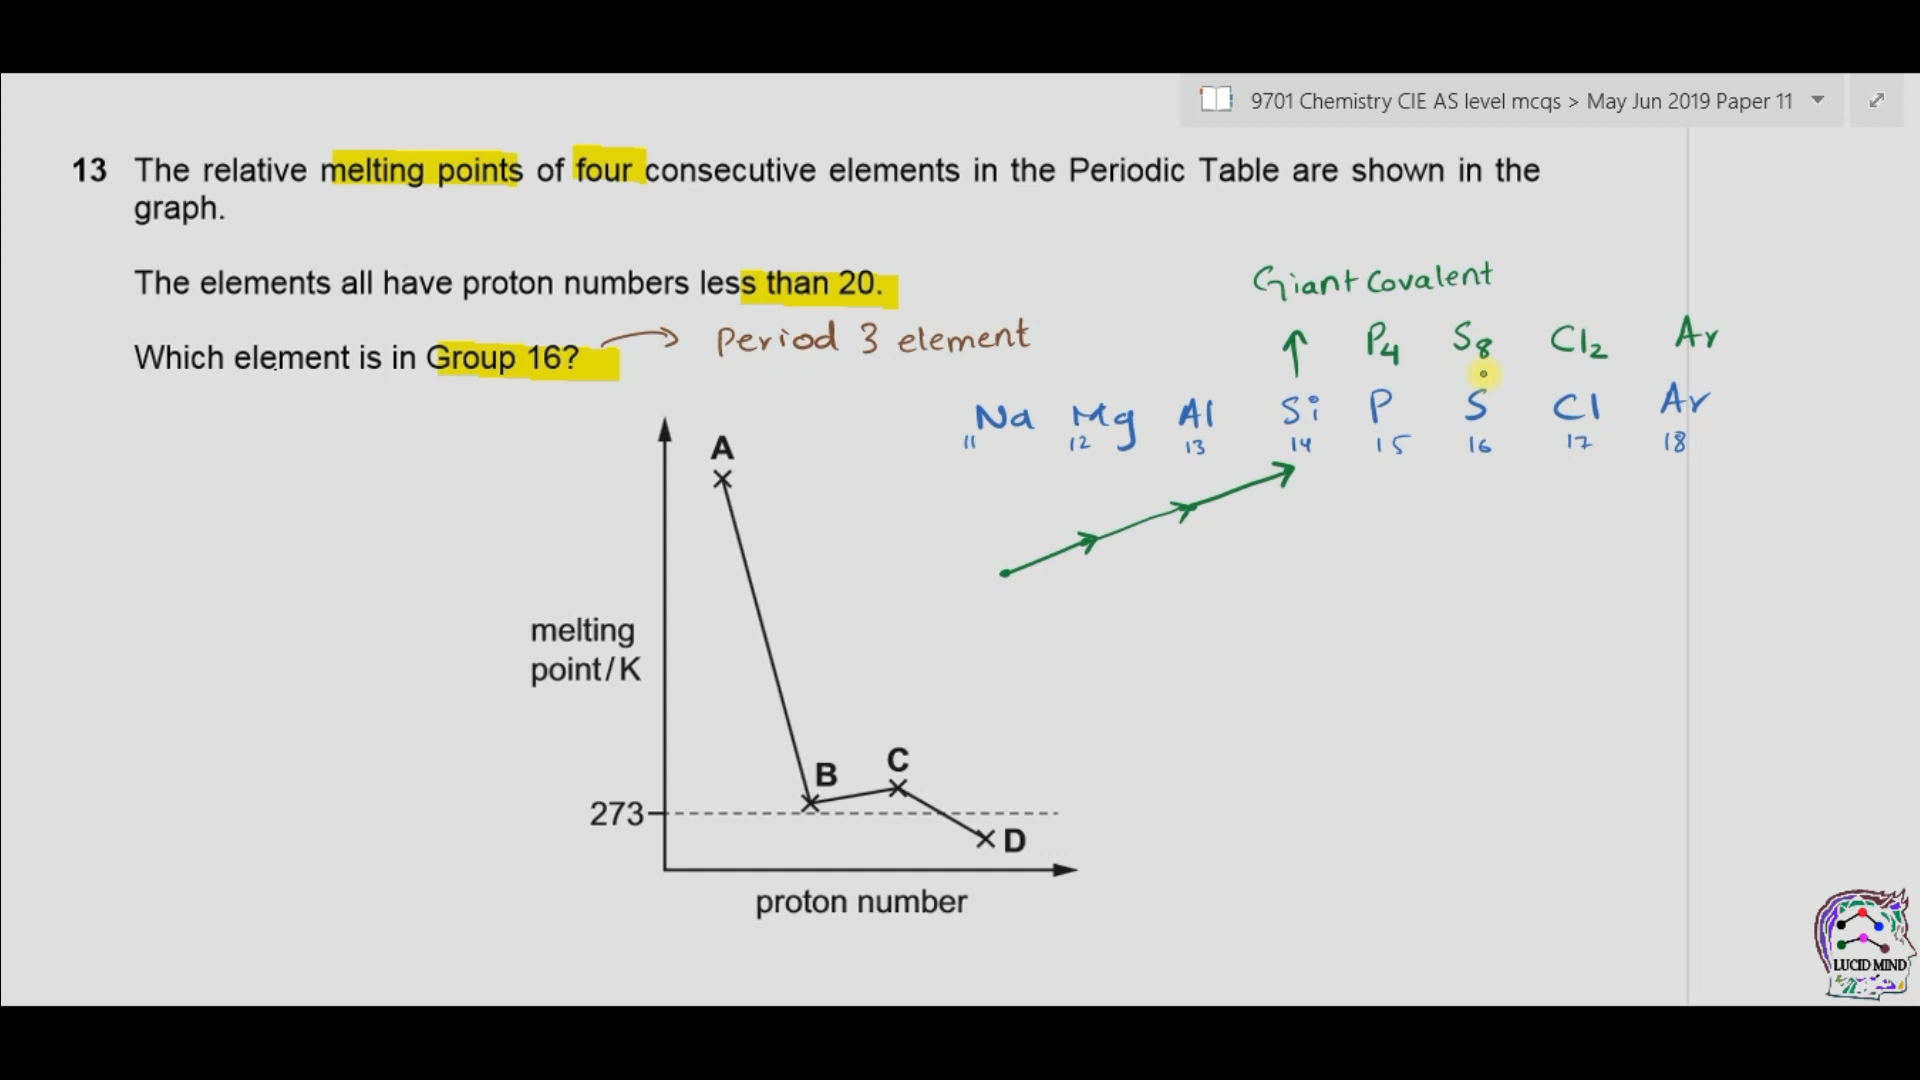 9701 Chemistry CIE AS level mcqs > May Jun 2019 Paper 11
13 The relative melting points of four consecutive elements in the Periodic Table are shown in the
graph.
The elements all have proton numbers less than 20.
Which element is in Group 16?
Period 3 element
Giant Covalent
P4 S8 Cl2 Ar
Na Mg Al Si P S Cl Ar
11 12 13 14 15 16 17 18
A
melting
point/K
B
C
273
D
proton number
LUCID MIND